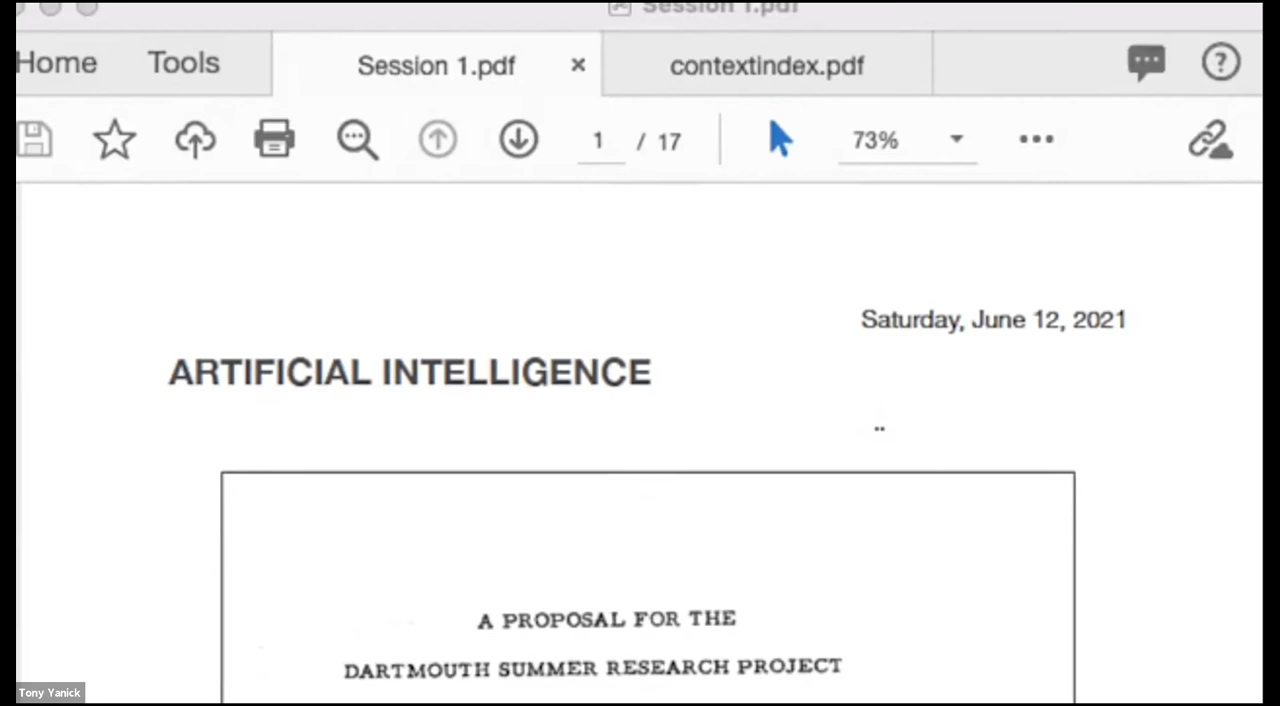 Session 1.pdf
Home Tools Session 1.pdf × contextindex.pdf
1 / 17 73%
Saturday, June 12, 2021
ARTIFICIAL INTELLIGENCE
A PROPOSAL FOR THE
DARTMOUTH SUMMER RESEARCH PROJECT
Tony Yanick